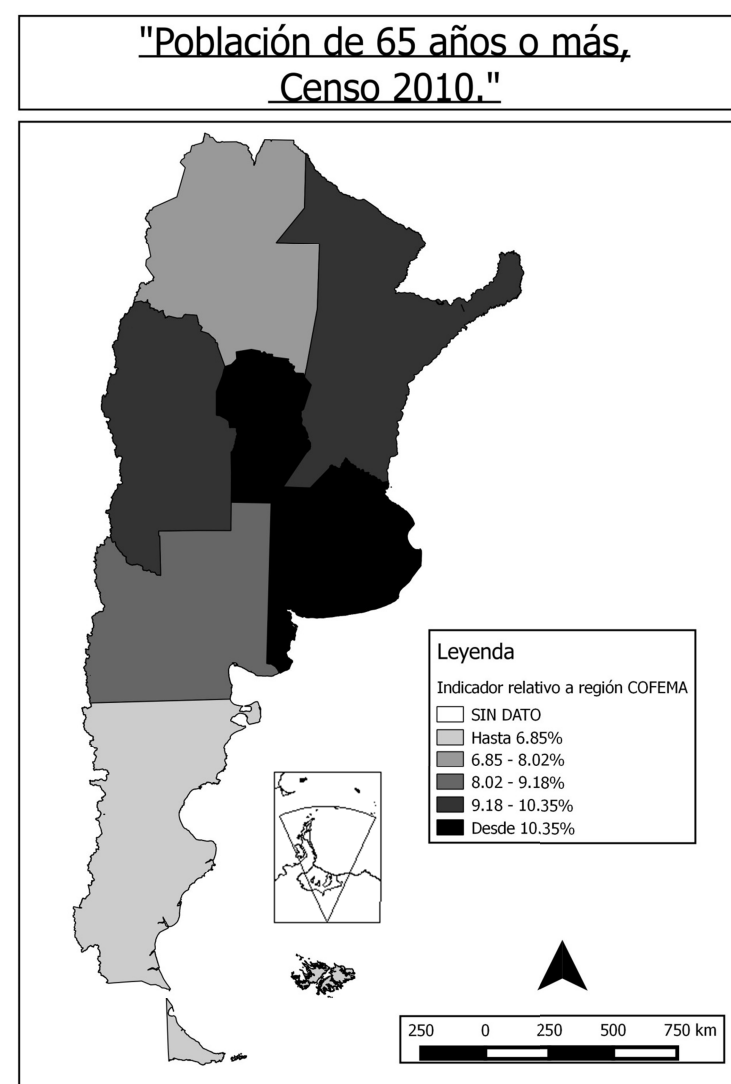 "Población de 65 años o más,
Censo 2010."
Leyenda
Indicador relativo a región COFEMA
SIN DATO
Hasta 6.85%
6.85 - 8.02%
8.02 - 9.18%
9.18 - 10.35%
Desde 10.35%
250 0 250 500 750 km